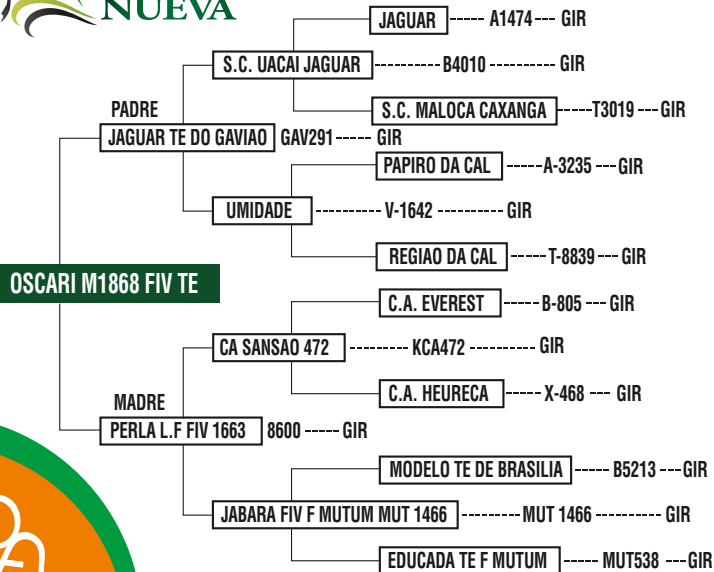 NUEVA
JAGUAR ----- A1474 --- GIR
S.C. UACAI JAGUAR ---------- B4010 ---------- GIR
S.C. MALOCA CAXANGA ----- T3019 --- GIR
PADRE
JAGUAR TE DO GAVIAO GAV291 ----- GIR
PAPIRO DA CAL ----- A-3235 --- GIR
UMIDADE ---------- V-1642 ---------- GIR
REGIAO DA CAL ----- T-8839 --- GIR
OSCARI M1868 FIV TE
C.A. EVEREST ----- B-805 --- GIR
CA SANSAO 472 --------- KCA472 ---------- GIR
C.A. HEURECA ----- X-468 --- GIR
MADRE
PERLA L.F FIV 1663 8600 ----- GIR
MODELO TE DE BRASILIA ----- B5213 --- GIR
JABARA FIV F MUTUM MUT 1466 --------- MUT 1466 ---------- GIR
EDUCADA TE F MUTUM ----- MUT538 --- GIR